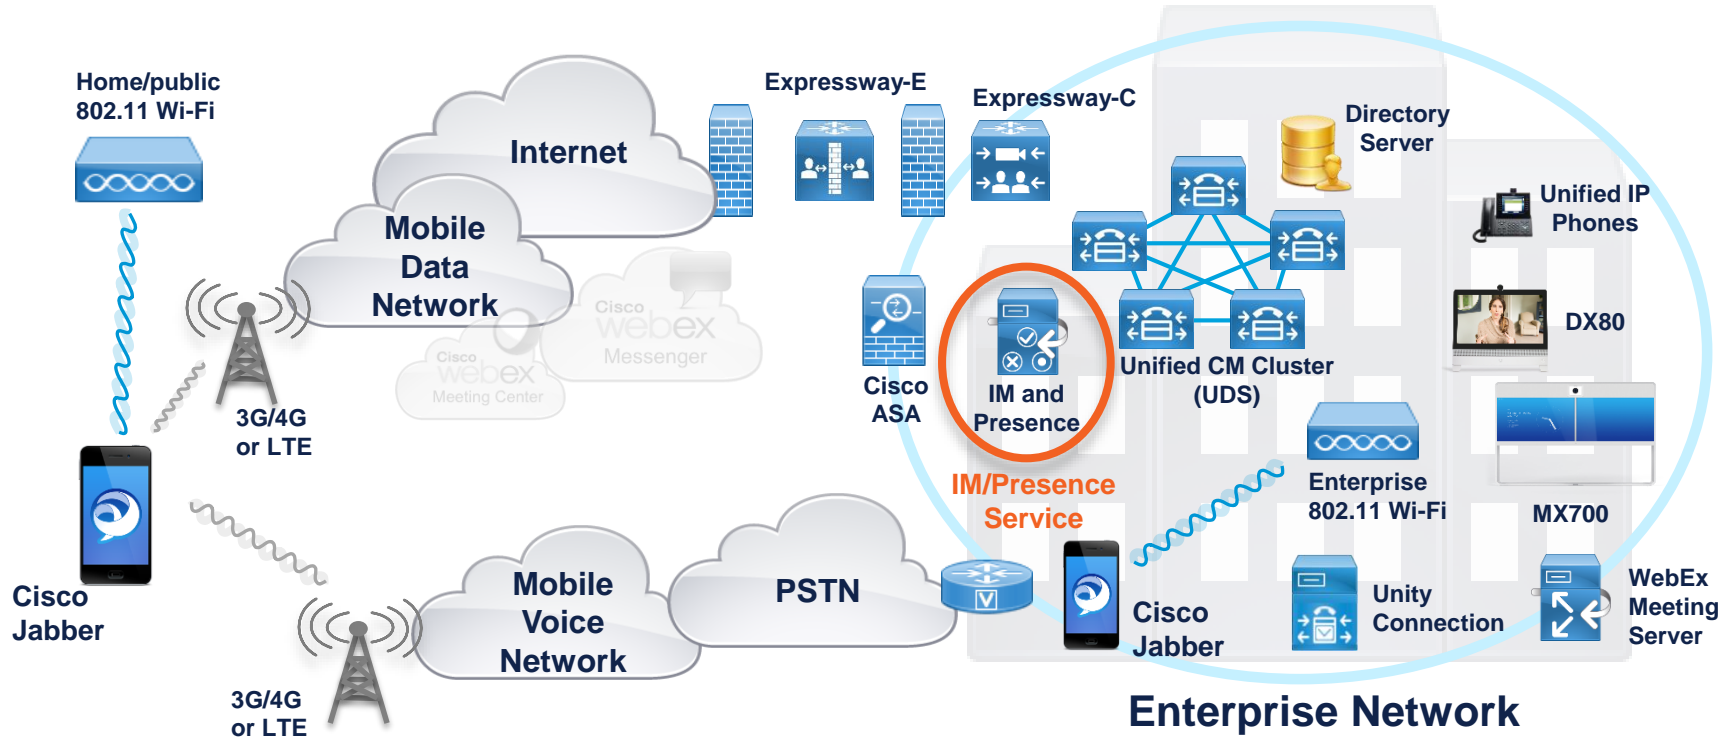 Home/public
802.11 Wi-Fi
Internet
Mobile
Data
Network
3G/4G
or LTE
Cisco
webex
Messenger
Cisco
webex
Meeting Center
Cisco
Jabber
3G/4G
or LTE
Mobile
Voice
Network
PSTN
V
Expressway-E
Expressway-C
Cisco
ASA
IM and
Presence
IM/Presence
Service
Directory
Server
Unified CM Cluster
(UDS)
Unified IP
Phones
DX80
MX700
Enterprise
802.11 Wi-Fi
Cisco
Jabber
Unity
Connection
WebEx
Meeting
Server
Enterprise Network